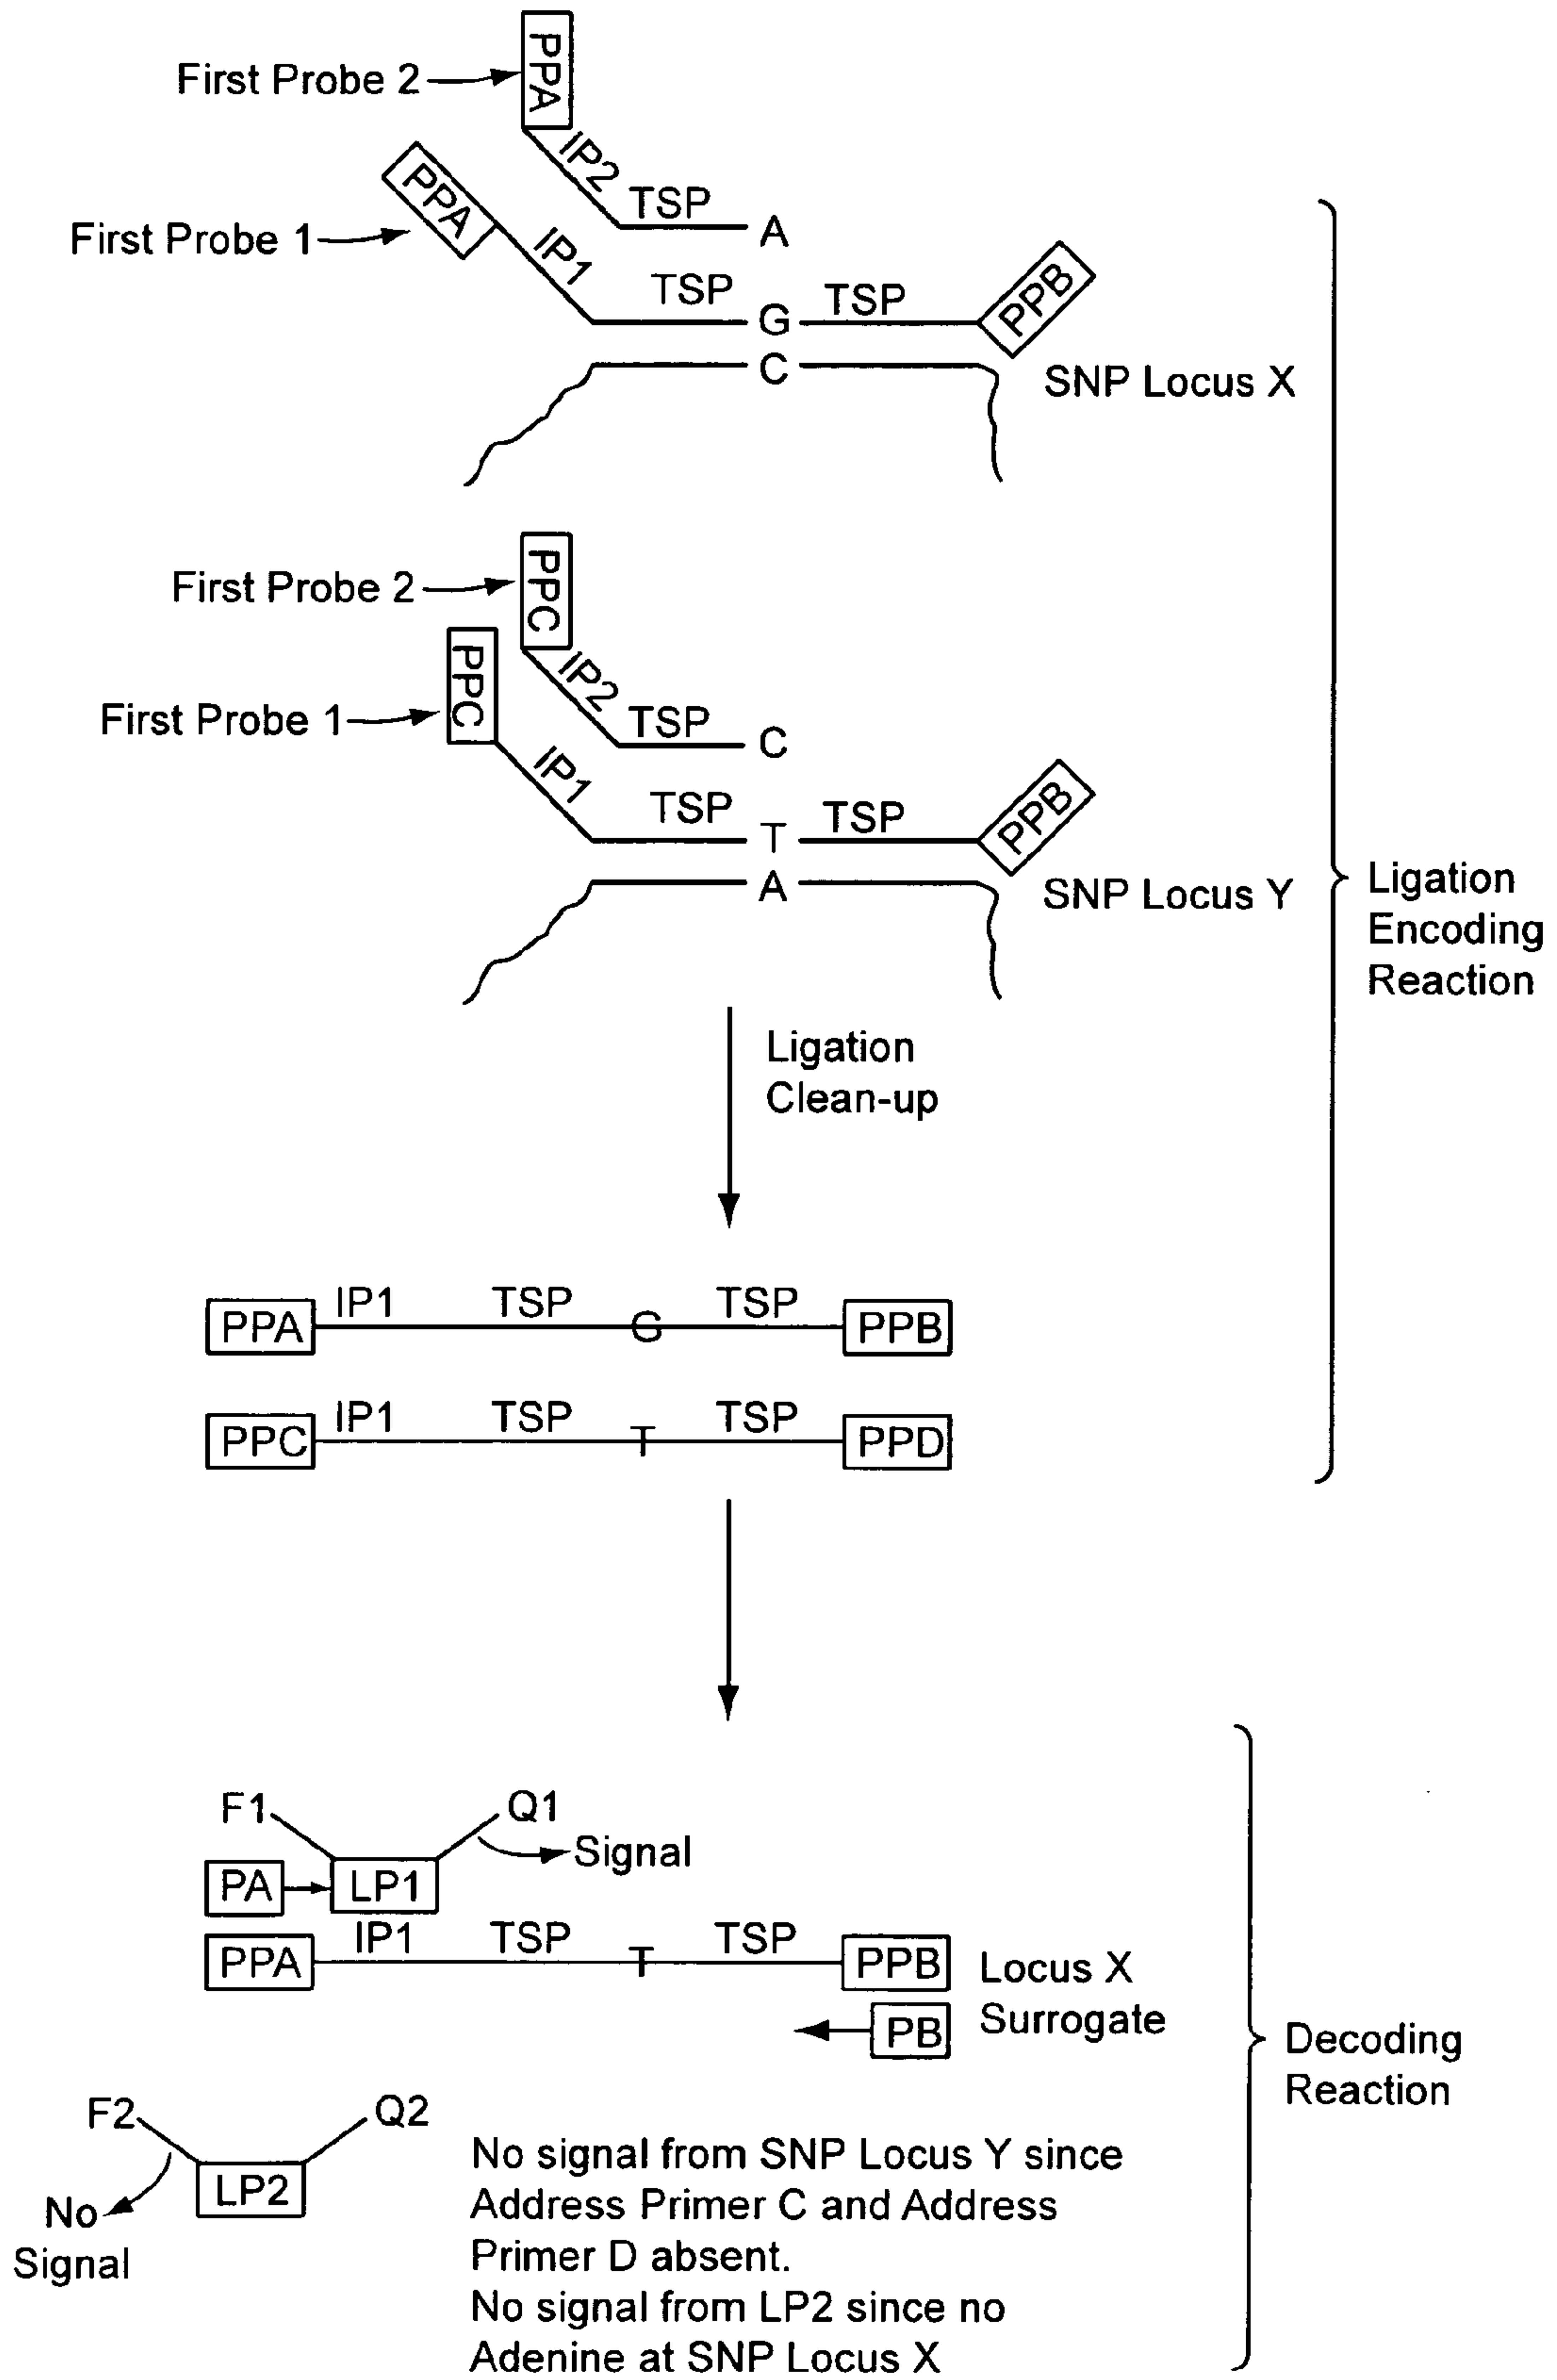 First Probe 2
PPA
IP2
TSP
A
First Probe 1
PPA
IP1
TSP
G
TSP
PPB
C
SNP Locus X
First Probe 2
PPC
IP2
TSP
C
First Probe 1
PPC
IP1
TSP
T
TSP
PPB
A
SNP Locus Y
Ligation
Encoding
Reaction
Ligation
Clean-up
PPA IP1 TSP G TSP PPB
PPC IP1 TSP T TSP PPD
F1
Q1
Signal
PA
LP1
PPA IP1 TSP T TSP PPB
Locus X
Surrogate
PB
Decoding
Reaction
F2
Q2
LP2
No
Signal
No signal from SNP Locus Y since
Address Primer C and Address
Primer D absent.
No signal from LP2 since no
Adenine at SNP Locus X